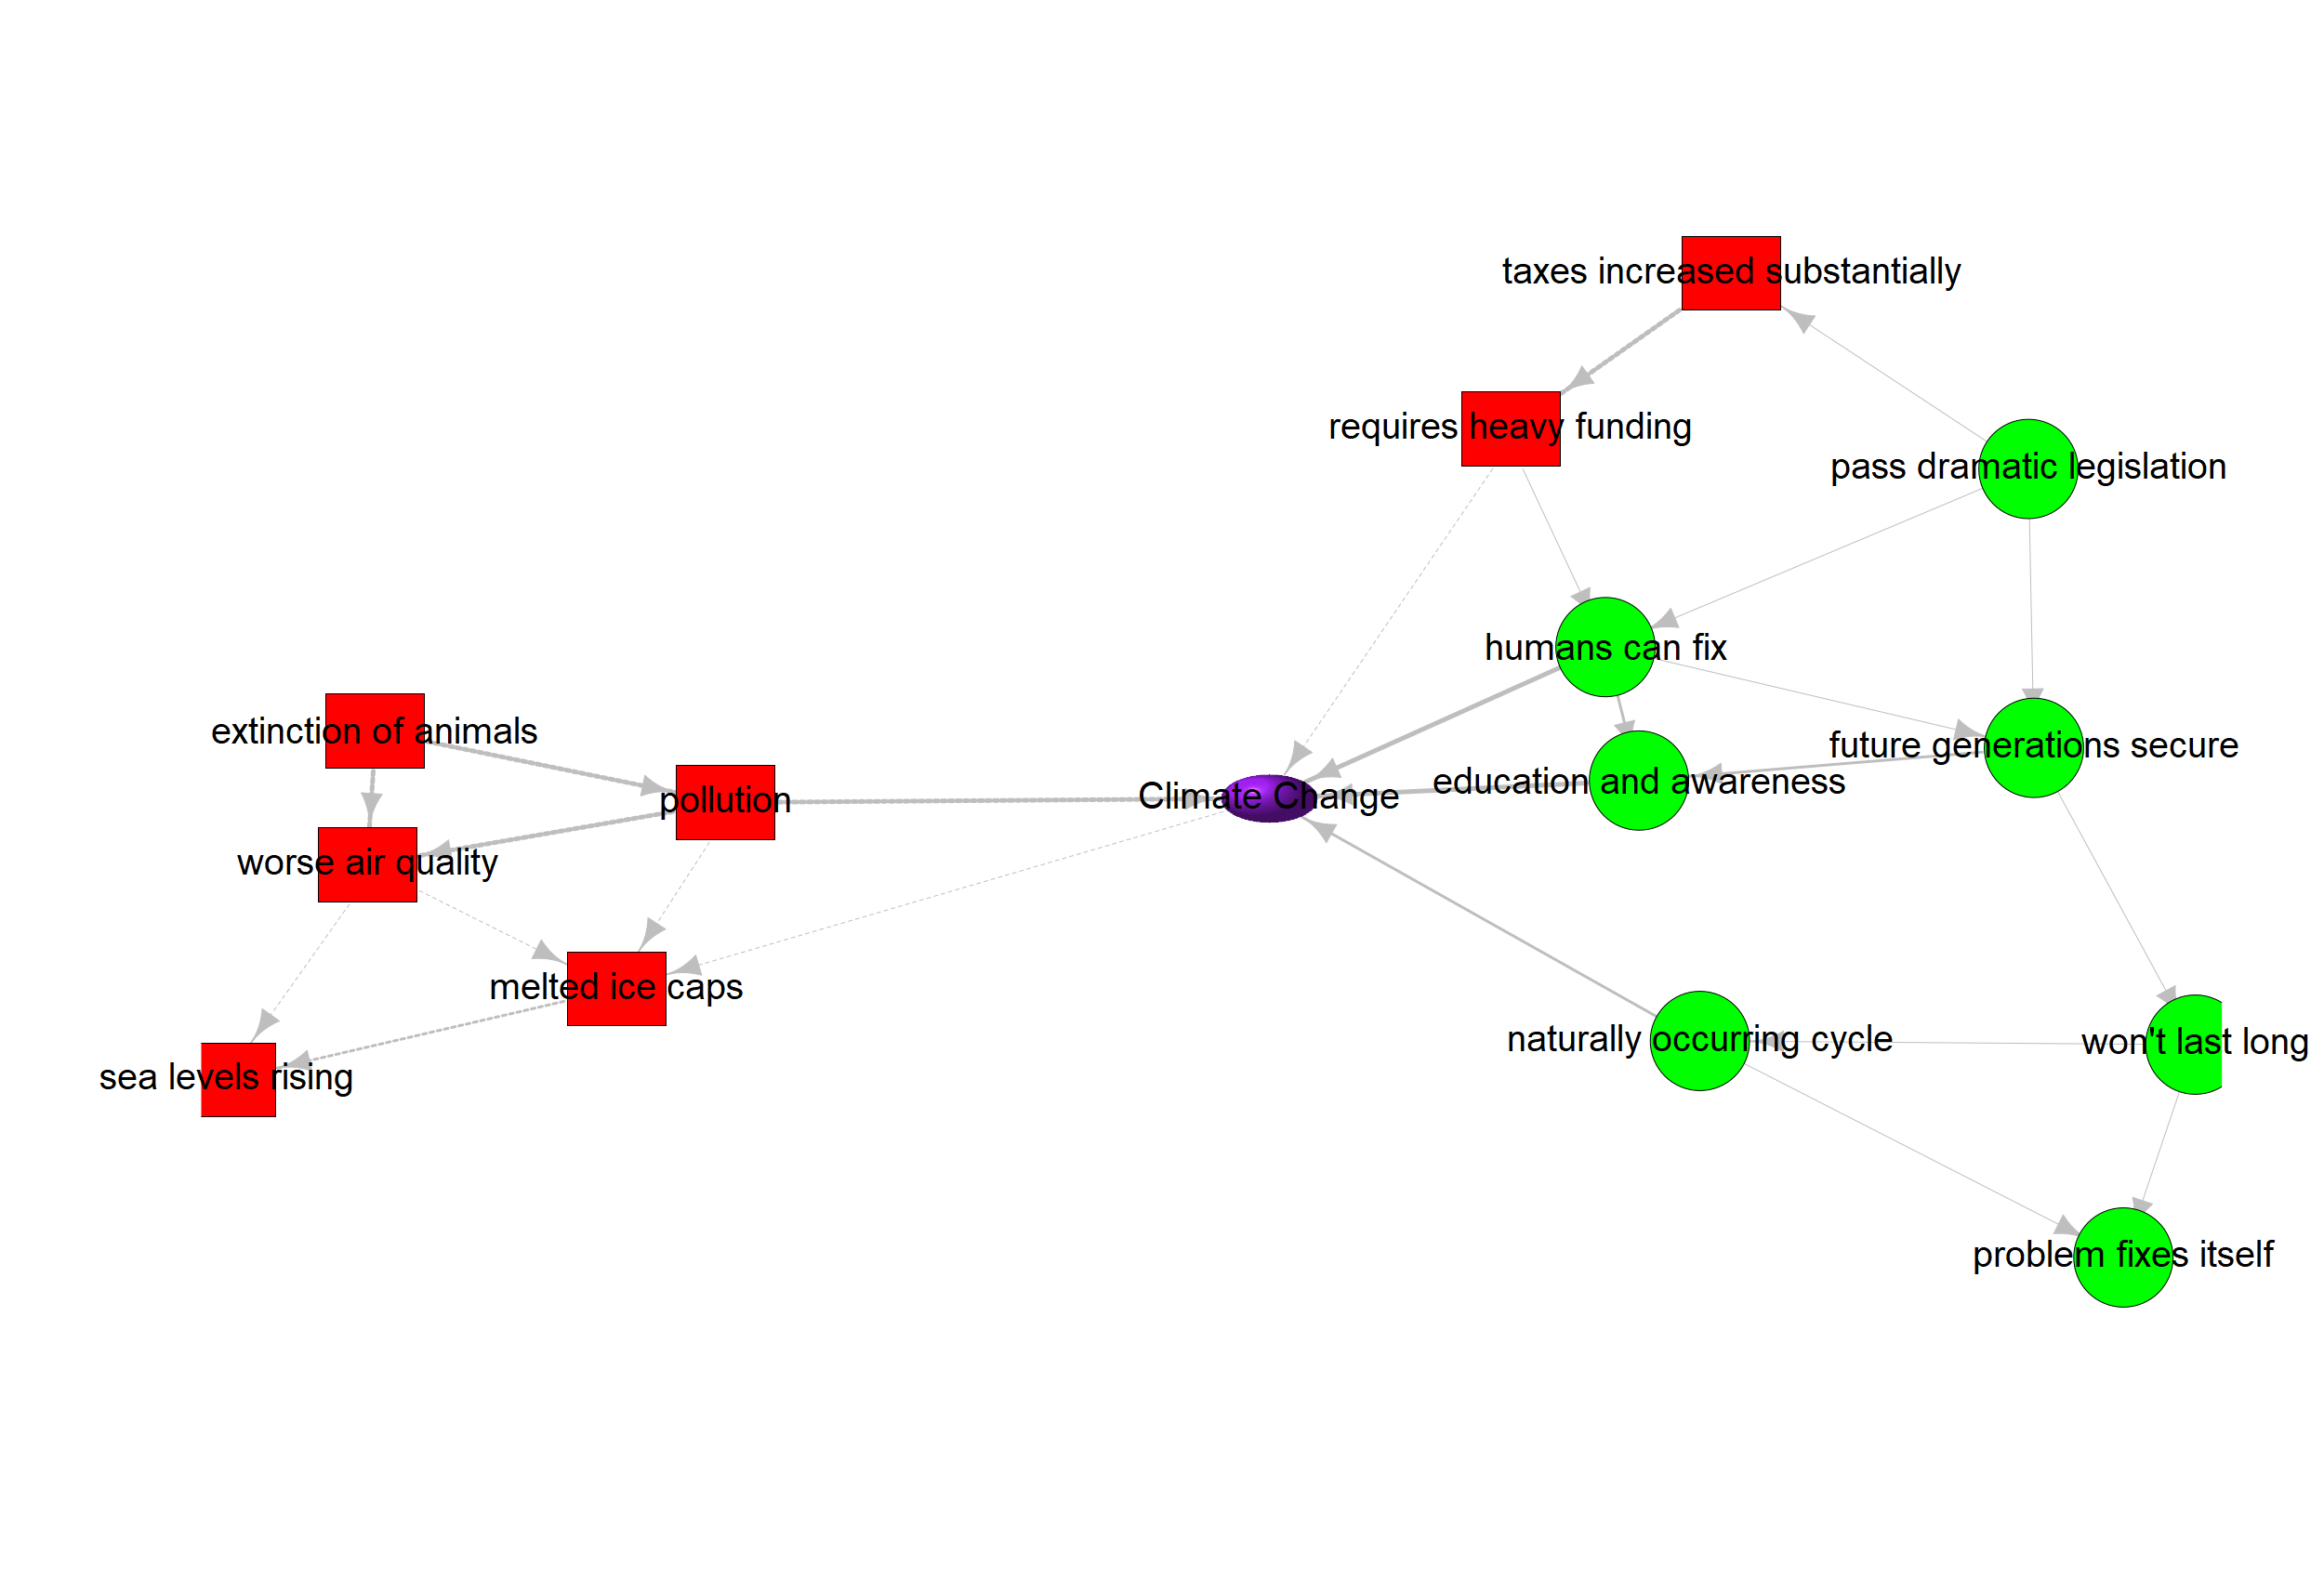 taxes increased substantially
requires heavy funding
pass dramatic legislation
humans can fix
extinction of animals
future generations secure
pollution
Climate Change
education and awareness
worse air quality
melted ice caps
naturally occurring cycle
won't last long
sea levels rising
problem fixes itself